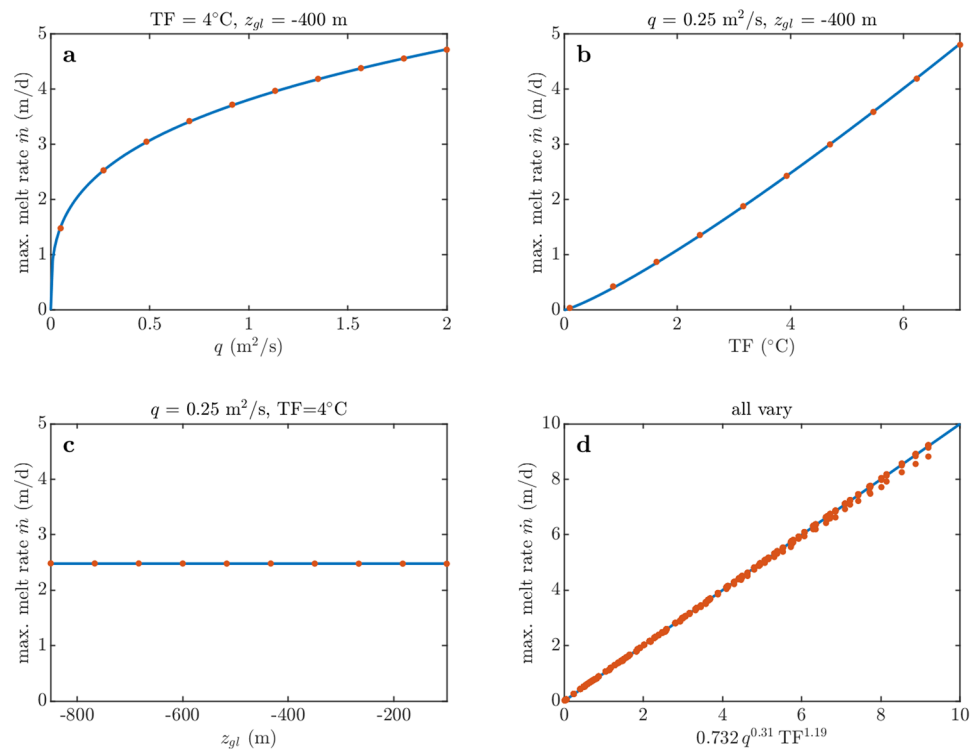 TF = 4°C, z_gl = -400 m
a
max. melt rate ṁ (m/d)
5
4
3
2
1
0
0 0.5 1 1.5 2
q (m²/s)
q = 0.25 m²/s, z_gl = -400 m
b
max. melt rate ṁ (m/d)
5
4
3
2
1
0
0 2 4 6
TF (°C)
q = 0.25 m²/s, TF=4°C
c
max. melt rate ṁ (m/d)
5
4
3
2
1
0
-800 -600 -400 -200
z_gl (m)
all vary
d
max. melt rate ṁ (m/d)
10
8
6
4
2
0
0 2 4 6 8 10
0.732 q^0.31 TF^1.19